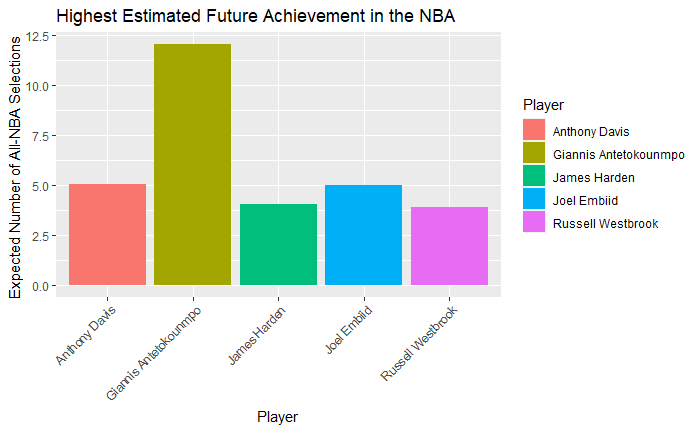 Highest Estimated Future Achievement in the NBA
Expected Number of All-NBA Selections
12.5
10.0
7.5
5.0
2.5
0.0
Anthony Davis
Giannis Antetokounmpo
James Harden
Joel Embiid
Russell Westbrook
Player
Player
Anthony Davis
Giannis Antetokounmpo
James Harden
Joel Embiid
Russell Westbrook